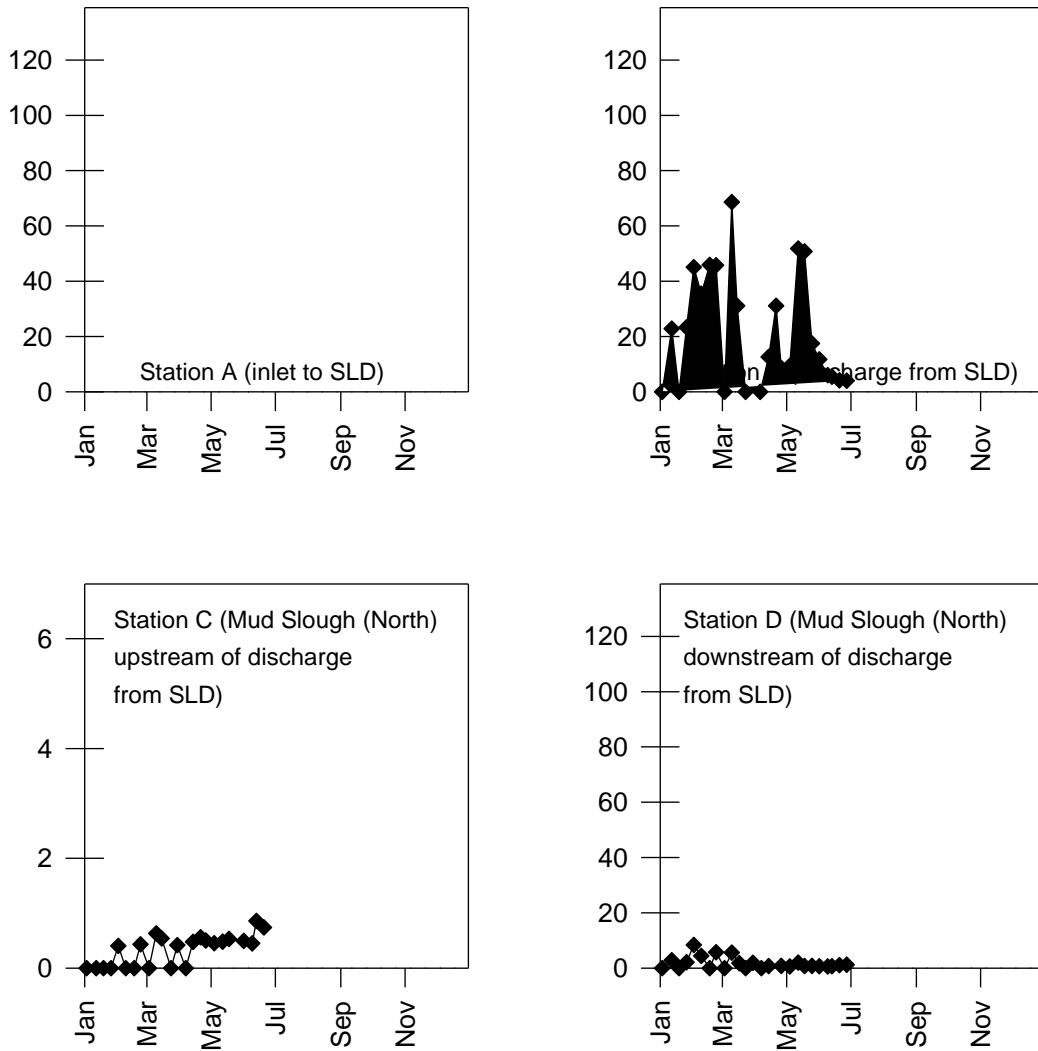 120
100
80
60
40
20
0
Station A (inlet to SLD)
Jan Mar May Jul Sep Nov
120
100
80
60
40
20
0
discharge from SLD)
Jan Mar May Jul Sep Nov
6
4
2
0
Station C (Mud Slough (North)
upstream of discharge
from SLD)
Jan Mar May Jul Sep Nov
120
100
80
60
40
20
0
Station D (Mud Slough (North)
downstream of discharge
from SLD)
Jan Mar May Jul Sep Nov